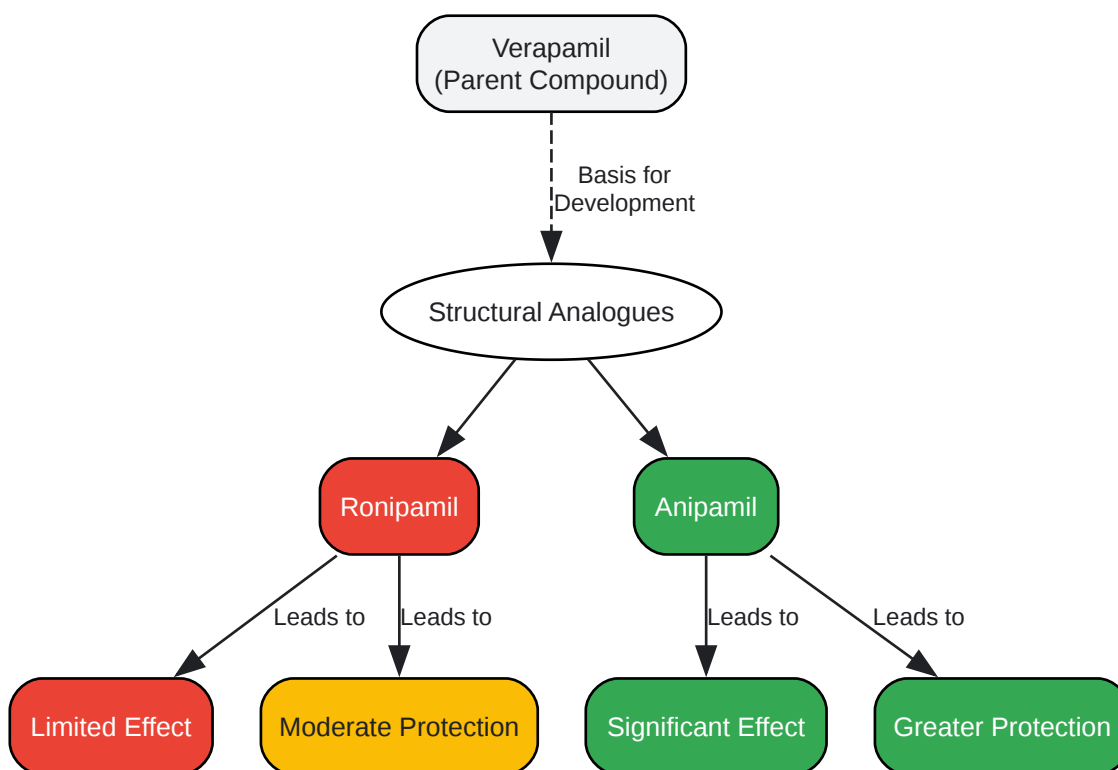 Verapamil
(Parent Compound)
Basis for
Development
Structural Analogues
Ronipamil
Anipamil
Leads to
Leads to
Leads to
Leads to
Limited Effect
Moderate Protection
Significant Effect
Greater Protection